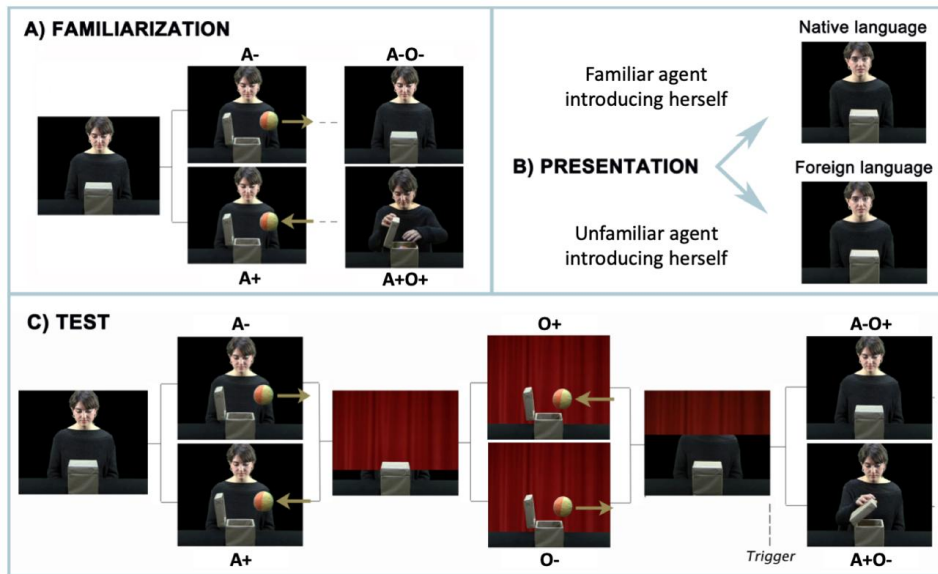 A) FAMILIARIZATION
A-
A-O-
A+
A+O+
Native language
Familiar agent
introducing herself
B) PRESENTATION
Foreign language
Unfamiliar agent
introducing herself
C) TEST
A-
O+
A-O+
A+
O-
Trigger
A+O-